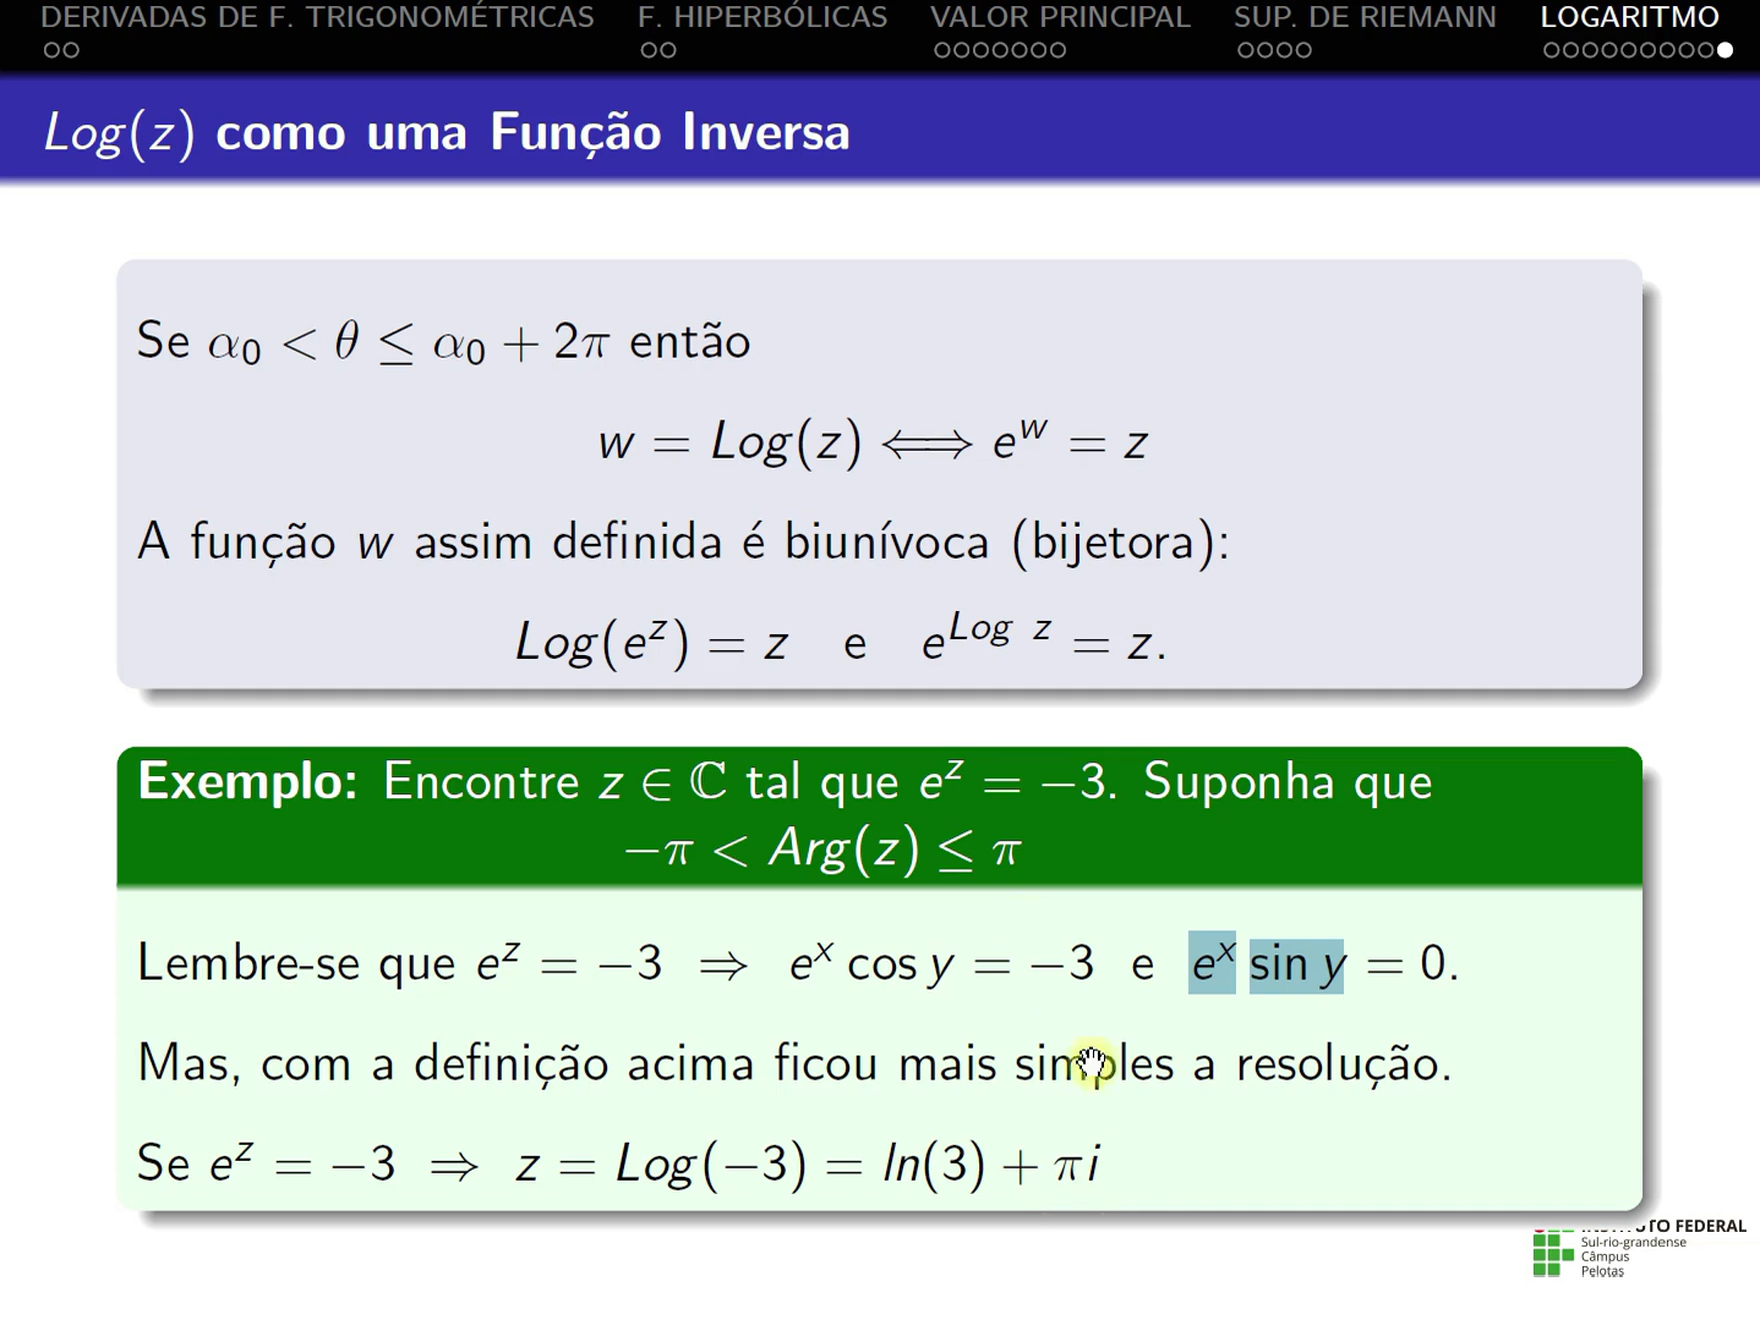 DERIVADAS DE F. TRIGONOMÉTRICAS F. HIPERBÓLICAS VALOR PRINCIPAL SUP. DE RIEMANN LOGARITMO
Log(z) como uma Função Inversa
Se α₀ < θ ≤ α₀ + 2π então
w = Log(z) ⟺ eʷ = z
A função w assim definida é biunívoca (bijetora):
Log(e^z) = z e e^{Log z} = z.
Exemplo: Encontre z ∈ ℂ tal que e^z = −3. Suponha que
−π < Arg(z) ≤ π
Lembre-se que e^z = −3 ⇒ e^x cos y = −3 e e^x sin y = 0.
Mas, com a definição acima ficou mais simples a resolução.
Se e^z = −3 ⇒ z = Log(−3) = ln(3) + πi
INSTITUTO FEDERAL
Sul-rio-grandense
Câmpus
Pelotas